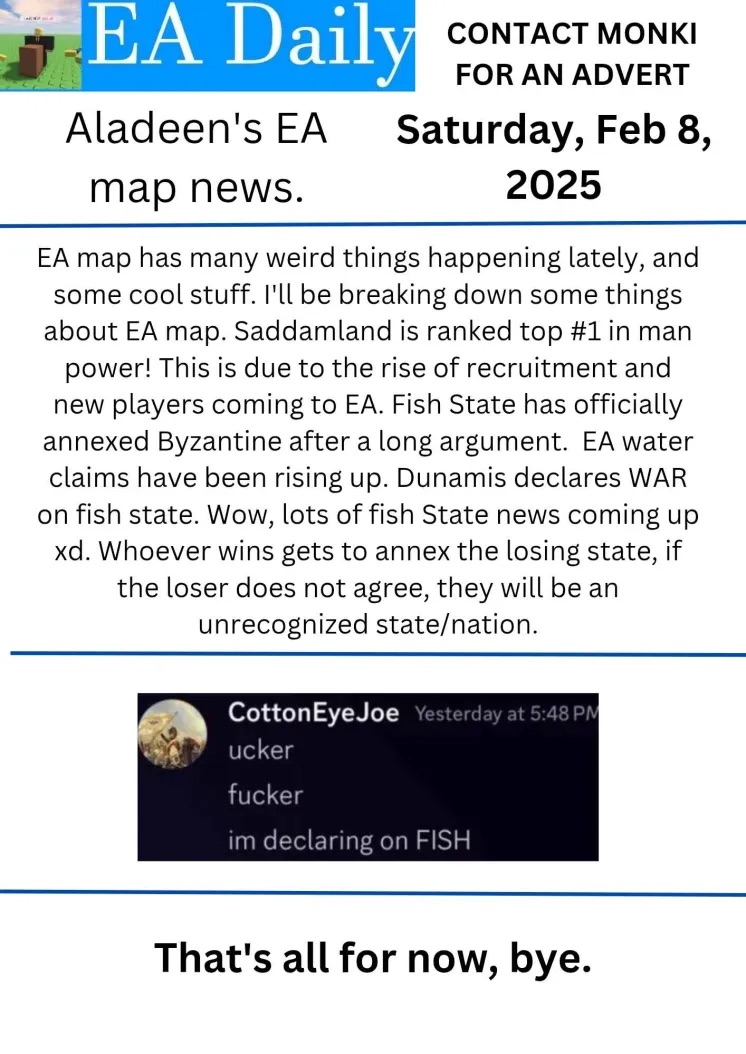 EA Daily
CONTACT MONKI
FOR AN ADVERT
Aladeen's EA
map news.
Saturday, Feb 8,
2025
EA map has many weird things happening lately, and
some cool stuff. I'll be breaking down some things
about EA map. Saddamland is ranked top #1 in man
power! This is due to the rise of recruitment and
new players coming to EA. Fish State has officially
annexed Byzantine after a long argument.  EA water
claims have been rising up. Dunamis declares WAR
on fish state. Wow, lots of fish State news coming up
xd. Whoever wins gets to annex the losing state, if
the loser does not agree, they will be an
unrecognized state/nation.
CottonEyeJoe Yesterday at 5:48 PM
ucker
fucker
im declaring on FISH
That's all for now, bye.